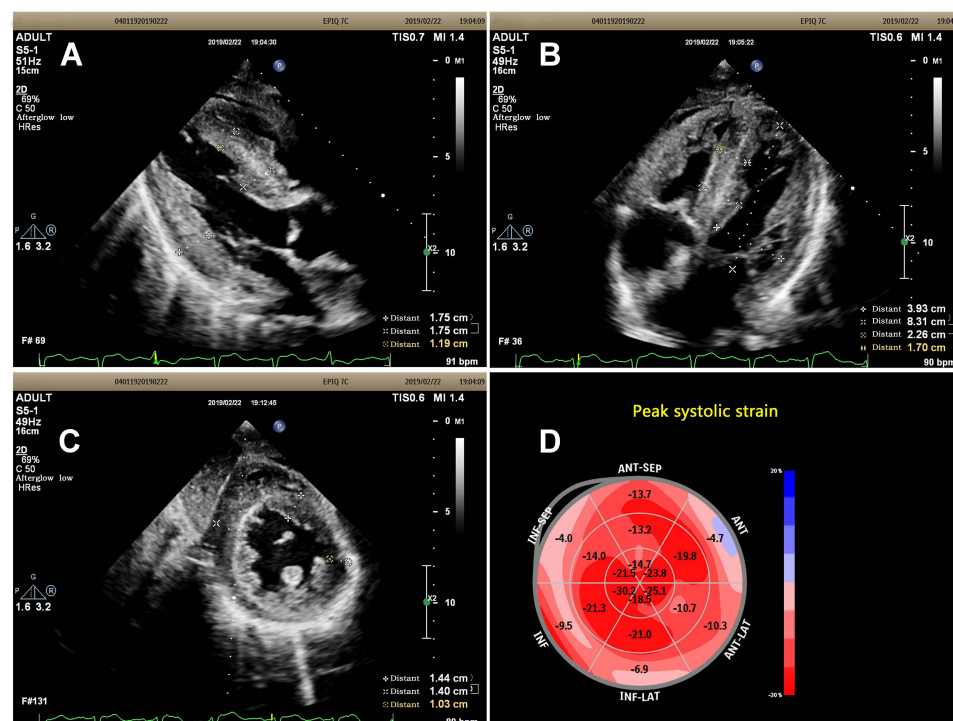 04011920190222 EPIQ 7C 2019/02/22 19:04:09
ADULT
S5-1
51Hz
15cm
2D
69%
C 50
Afterglow low
HRes
A
2019/02/22 19:04:30
TIS0.7 MI 1.4
P
0 M1
5
X2
10
G
P R
1.6 3.2
Distant 1.75 cm
Distant 1.75 cm
Distant 1.19 cm
F# 69
91 bpm
04011920190222 EPIQ 7C 2019/02/22 19:04
ADULT
S5-1
49Hz
16cm
2D
69%
C 50
Afterglow low
HRes
B
2019/02/22 19:05:22
TIS0.6 MI 1.4
P
0 M1
5
X2
10
G
P R
1.6 3.2
Distant 3.93 cm
Distant 8.31 cm
Distant 2.26 cm
Distant 1.70 cm
F# 36
90 bpm
04011920190222 EPIQ 7C 2019/02/22 19:04:09
ADULT
S5-1
49Hz
16cm
2D
69%
C 50
Afterglow low
HRes
C
2019/02/22 19:12:45
TIS0.6 MI 1.4
P
0 M1
5
X2
10
G
P R
1.6 3.2
Distant 1.44 cm
Distant 1.40 cm
Distant 1.03 cm
F#131
Peak systolic strain
D
ANT-SEP
ANT
ANT-LAT
INF-LAT
INF
INF-SEP
-13.7
-4.0
-4.7
-13.2
-14.0
-19.8
-14.7
-21.5
-23.8
-30.2
-25.1
-18.5
-21.3
-10.7
-9.5
-10.3
-21.0
-6.9
20%
-20%